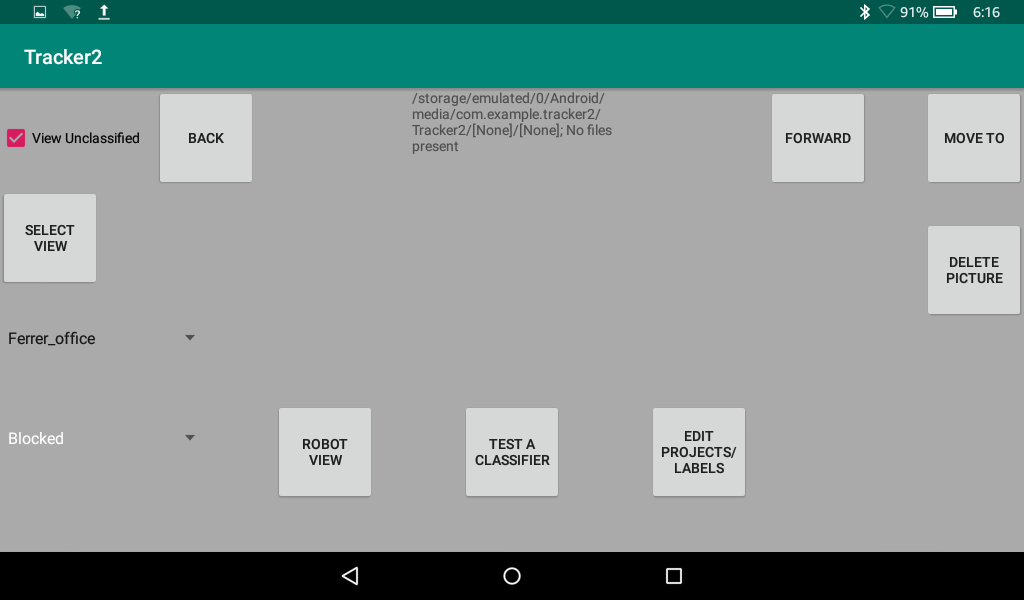 91% 6:16
Tracker2
View Unclassified
BACK
/storage/emulated/0/Android/
media/com.example.tracker2/
Tracker2/[None]/[None]; No files
present
FORWARD
MOVE TO
SELECT
VIEW
DELETE
PICTURE
Ferrer_office
Blocked
ROBOT
VIEW
TEST A
CLASSIFIER
EDIT
PROJECTS/
LABELS